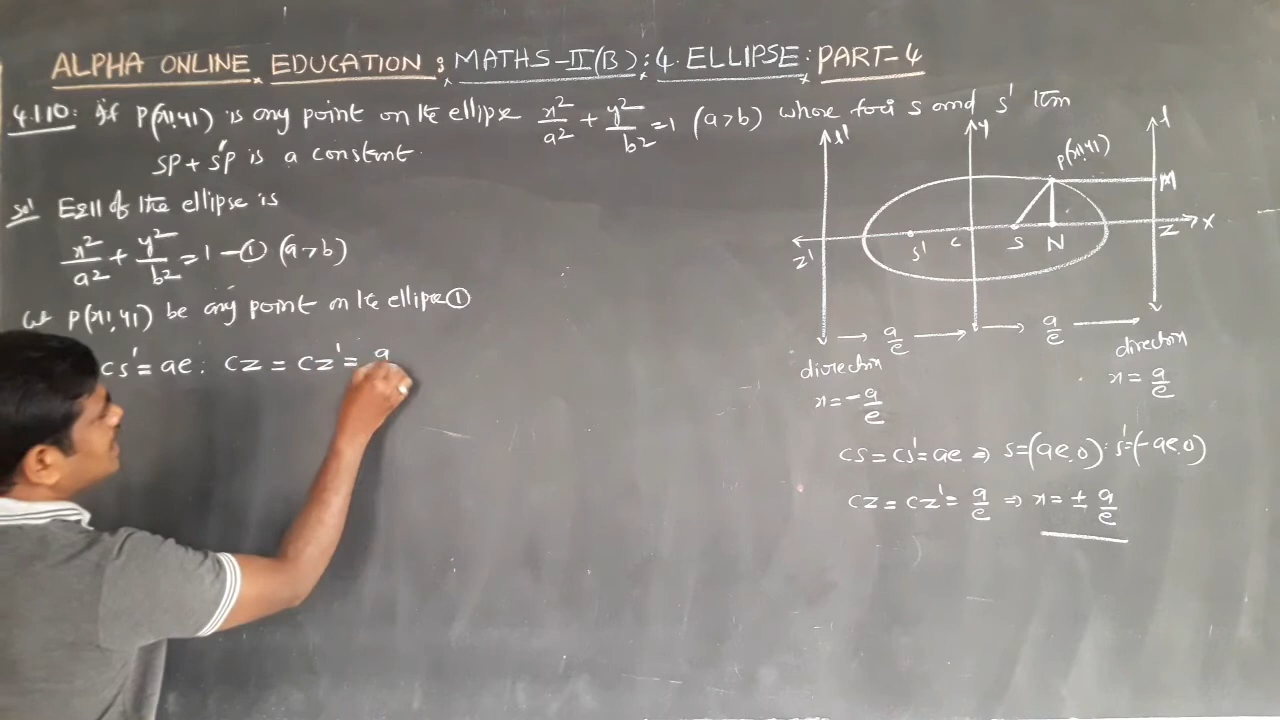 ALPHA ONLINE EDUCATION : MATHS-II(B): 4. ELLIPSE: PART-4
4.1.10: if P(x1,y1) is any point on the ellipse x²/a² + y²/b² = 1 (a>b) whose foci S and S' then
SP + S'P is a constant.
Sol Eqn of the ellipse is
x²/a² + y²/b² = 1 —① (a>b)
Let P(x1,y1) be any point on the ellipse ①
CS' = ae : CZ = CZ' = a
l'
y
l
P(x1,y1)
M
Z'
S'
C
S
N
Z
X
a/e
a/e
directrix
x = -a/e
directrix
x = a/e
CS = CS' = ae ⇒ S=(ae,0): S'=(-ae,0)
CZ = CZ' = a/e ⇒ x = ± a/e